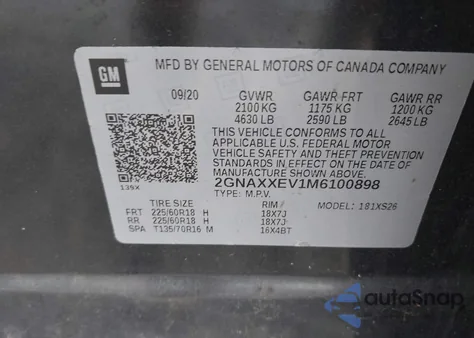 GM
MFD BY GENERAL MOTORS OF CANADA COMPANY
09/20 GVWR GAWR FRT GAWR RR
2100 KG 1175 KG 1200 KG
4630 LB 2590 LB 2645 LB
THIS VEHICLE CONFORMS TO ALL
APPLICABLE U.S. FEDERAL MOTOR
VEHICLE SAFETY AND THEFT PREVENTION
STANDARDS IN EFFECT ON THE DATE OF
MANUFACTURE SHOWN ABOVE.
2GNAXXEV1M6100898
139X
TYPE: M.P.V. MODEL: 181XS26
TIRE SIZE RIM
FRT 225/60R18 H 18X7J
RR 225/60R18 H 18X7J
SPA T135/70R16 M 16X4BT
autoSnap